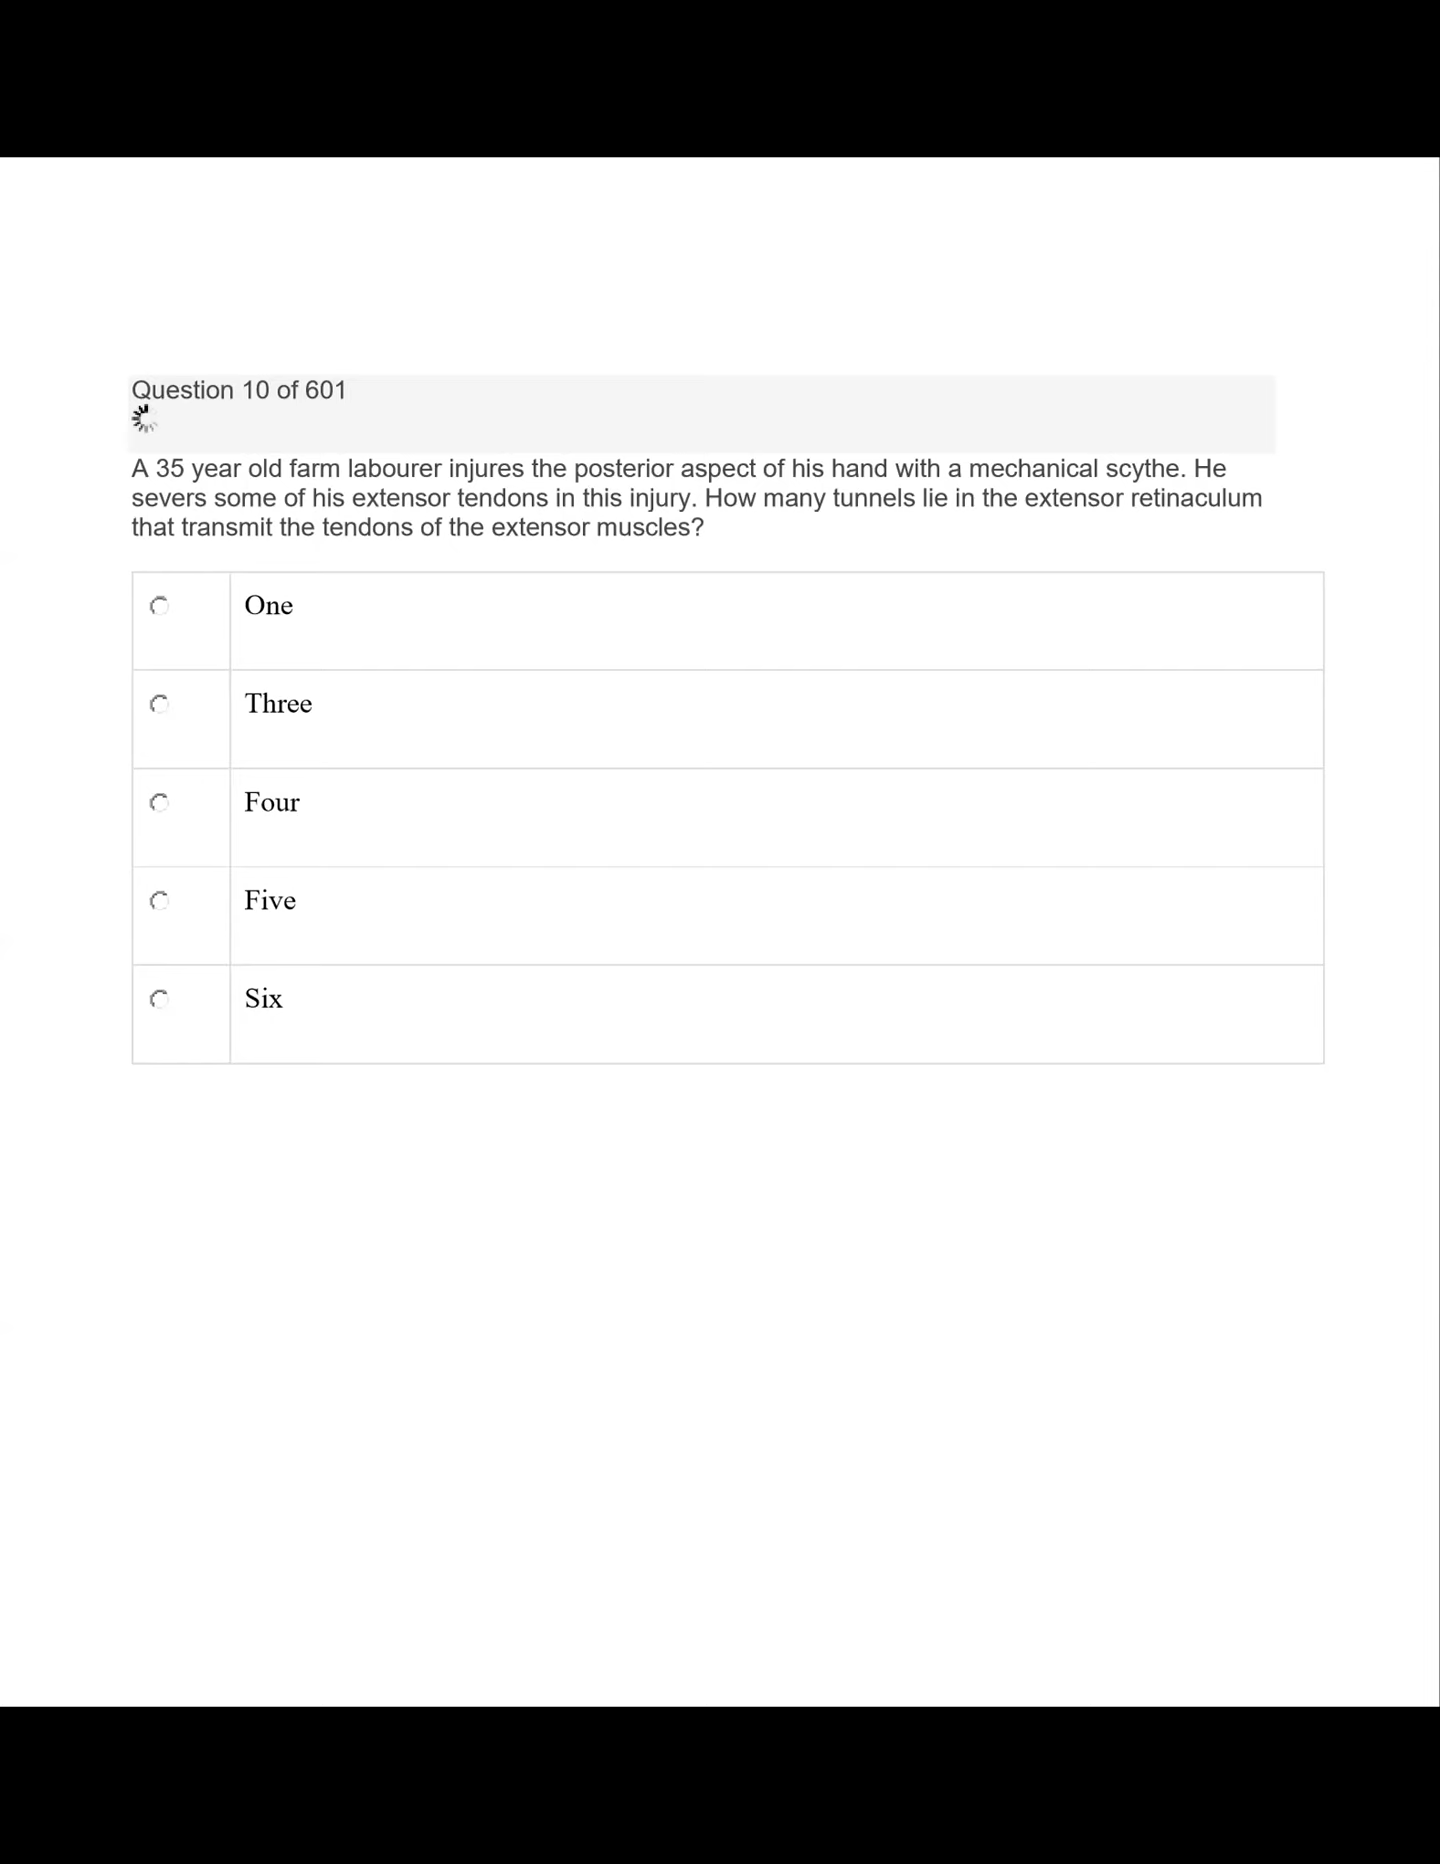 Question 10 of 601
A 35 year old farm labourer injures the posterior aspect of his hand with a mechanical scythe. He
severs some of his extensor tendons in this injury. How many tunnels lie in the extensor retinaculum
that transmit the tendons of the extensor muscles?
One
Three
Four
Five
Six